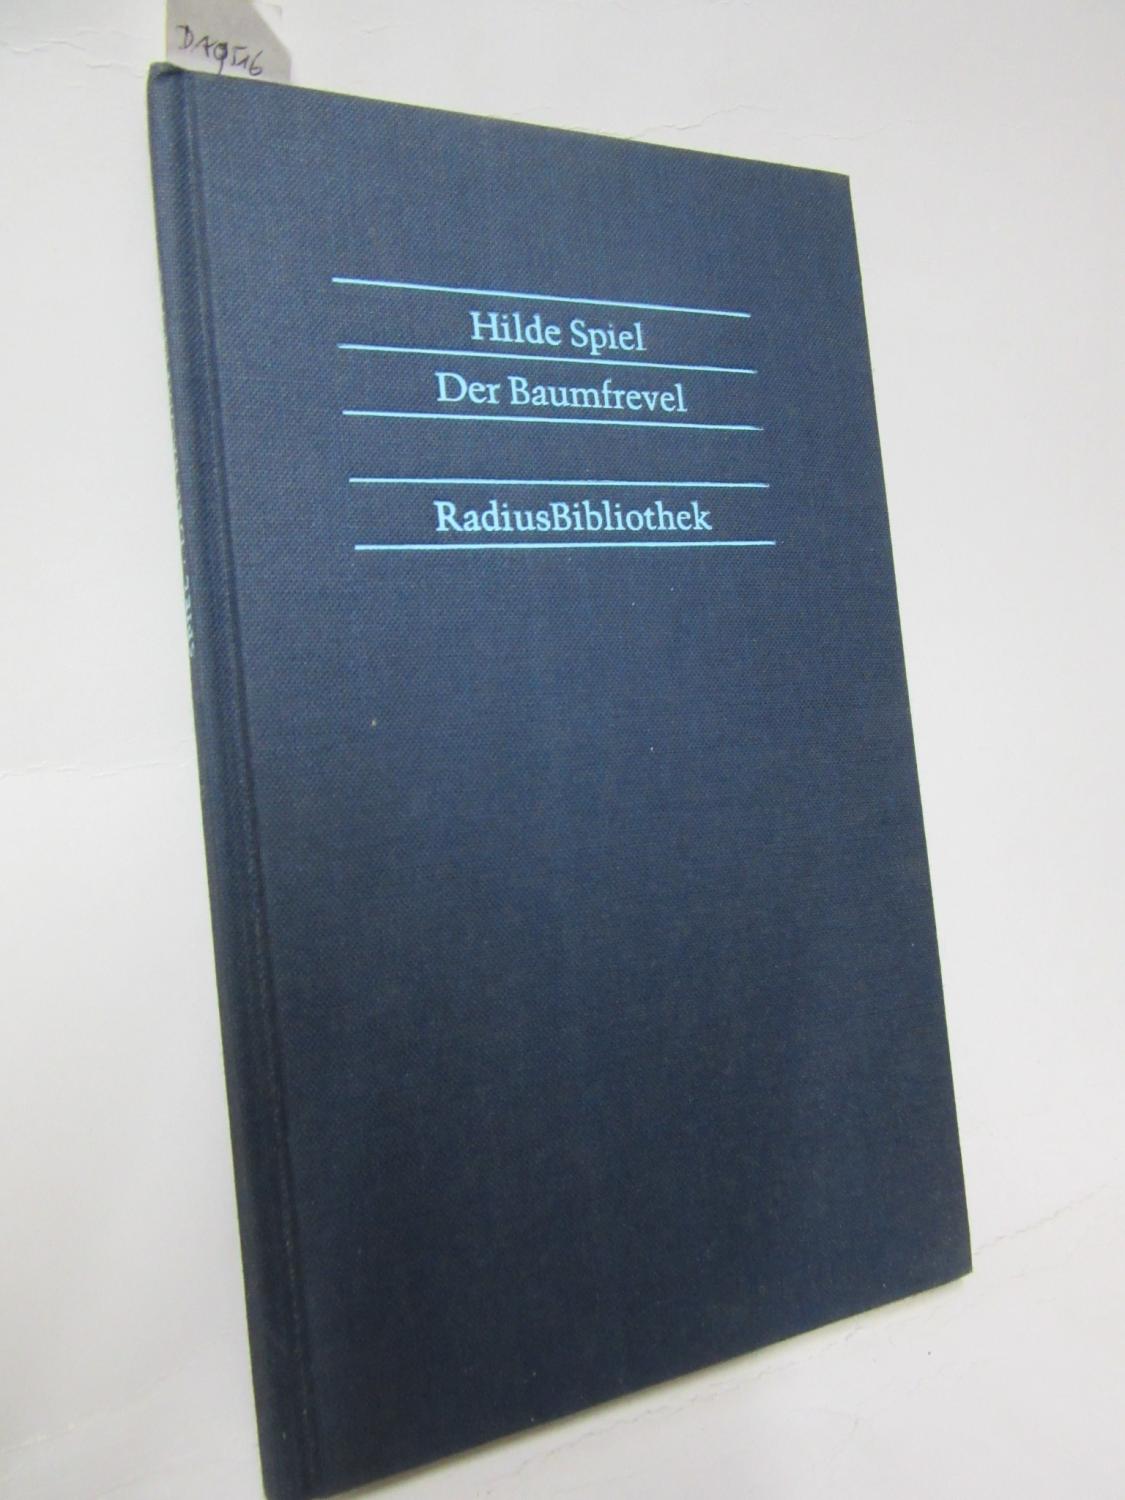 Hilde Spiel
Der Baumfrevel
RadiusBibliothek